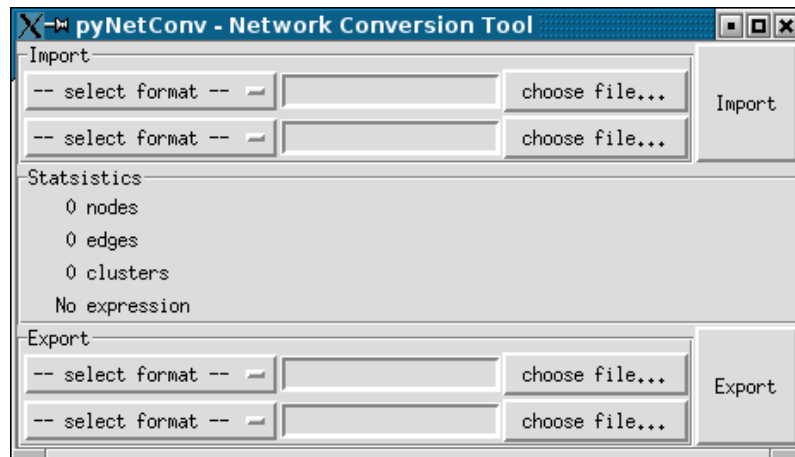 pyNetConv - Network Conversion Tool
Import
-- select format -- choose file...
Import
-- select format -- choose file...
Statsistics
0 nodes
0 edges
0 clusters
No expression
Export
-- select format -- choose file...
Export
-- select format -- choose file...